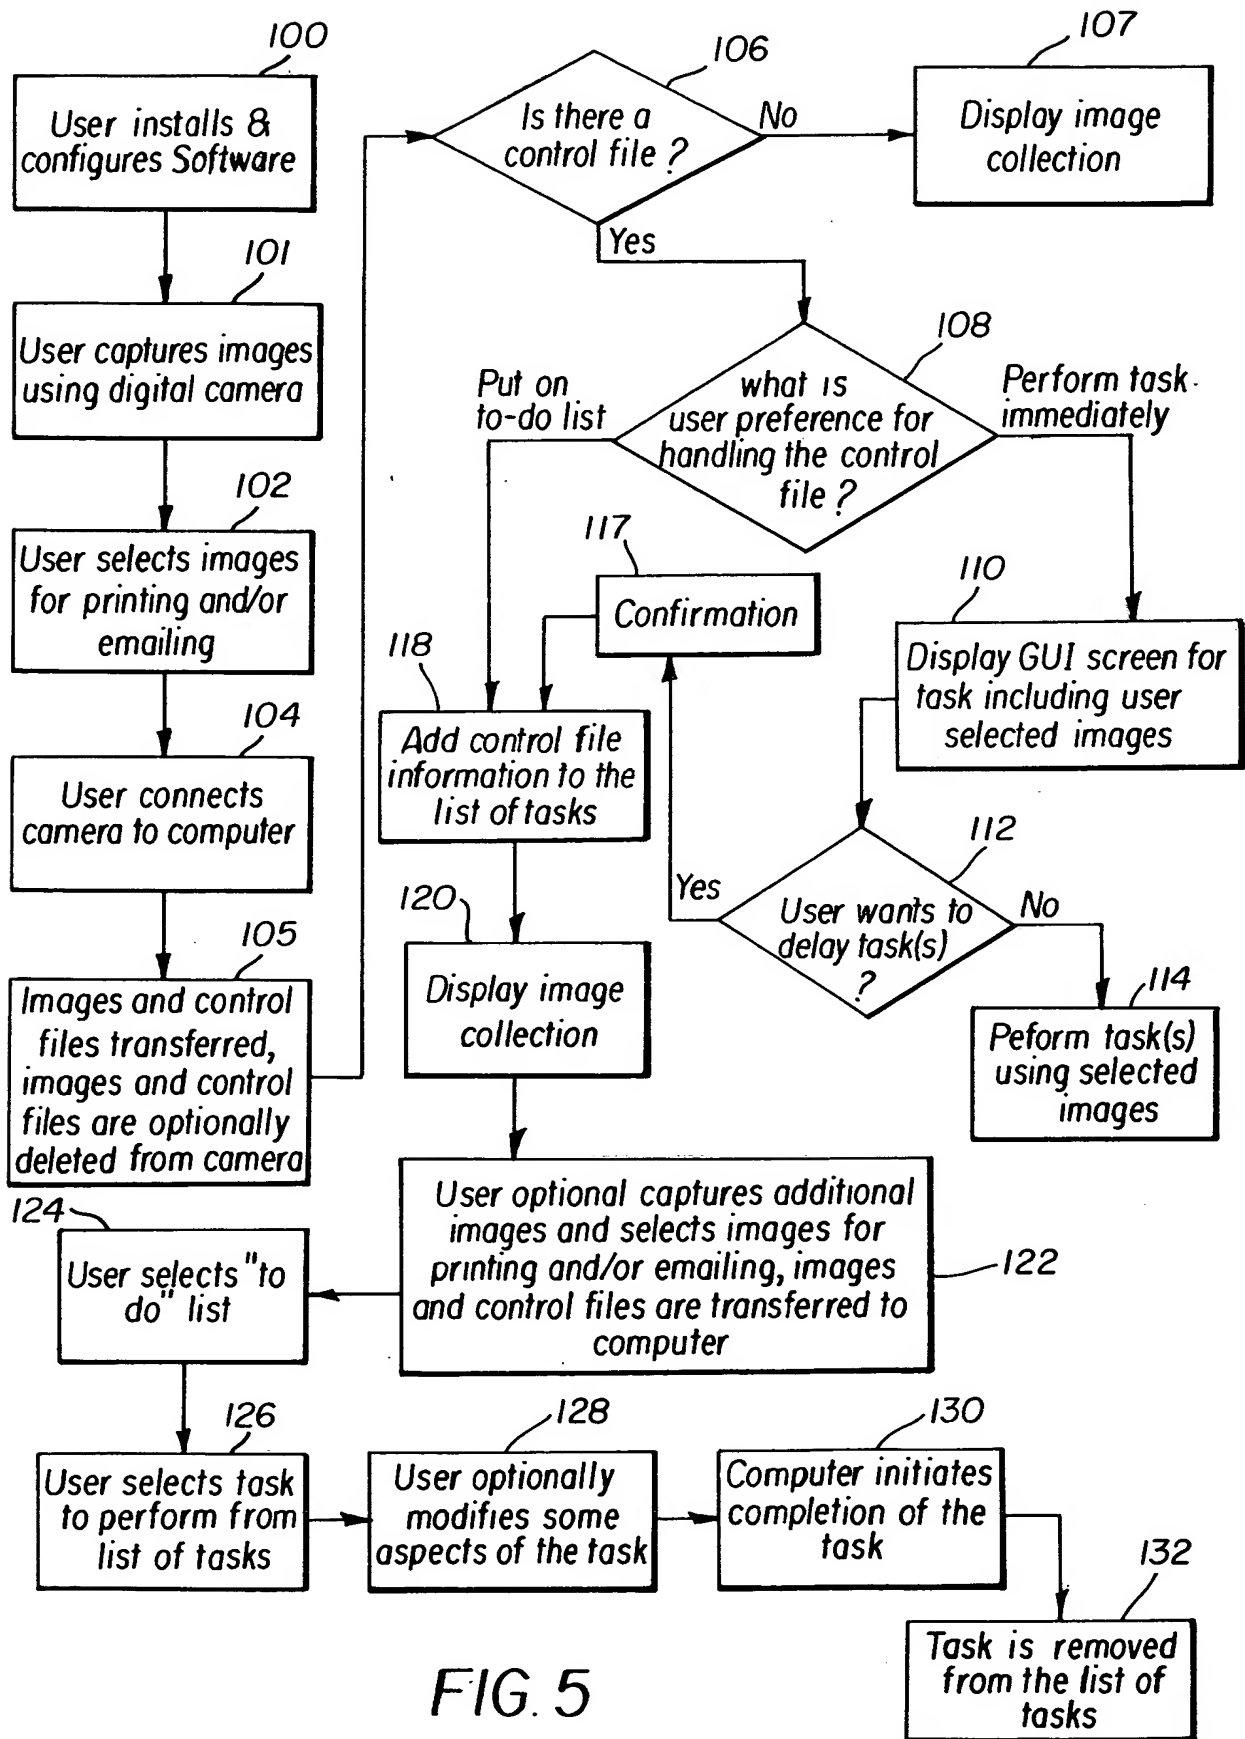 100
User installs &
configures Software
101
User captures images
using digital camera
102
User selects images
for printing and/or
emailing
104
User connects
camera to computer
105
Images and control
files transferred,
images and control
files are optionally
deleted from camera
106
Is there a
control file ?
No
Yes
107
Display image
collection
108
what is
user preference for
handling the control
file ?
Put on
to-do list
Perform task
immediately
110
Display GUI screen for
task including user
selected images
112
User wants to
delay task(s)
?
Yes
No
114
Peform task(s)
using selected
images
117
Confirmation
118
Add control file
information to the
list of tasks
120
Display image
collection
122
User optional captures additional
images and selects images for
printing and/or emailing, images
and control files are transferred to
computer
124
User selects "to
do" list
126
User selects task
to perform from
list of tasks
128
User optionally
modifies some
aspects of the task
130
Computer initiates
completion of the
task
132
Task is removed
from the list of
tasks
FIG. 5